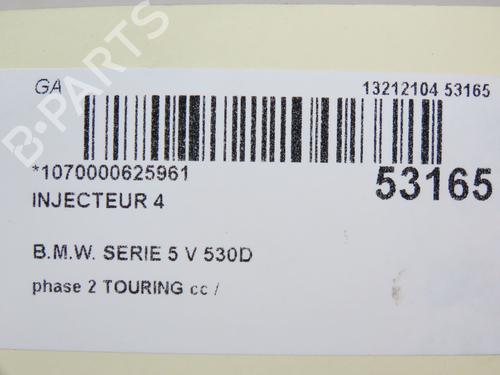 B-PARTS
GA 13212104 53165
*1070000625961 53165
INJECTEUR 4
B.M.W. SERIE 5 V 530D
phase 2 TOURING cc /